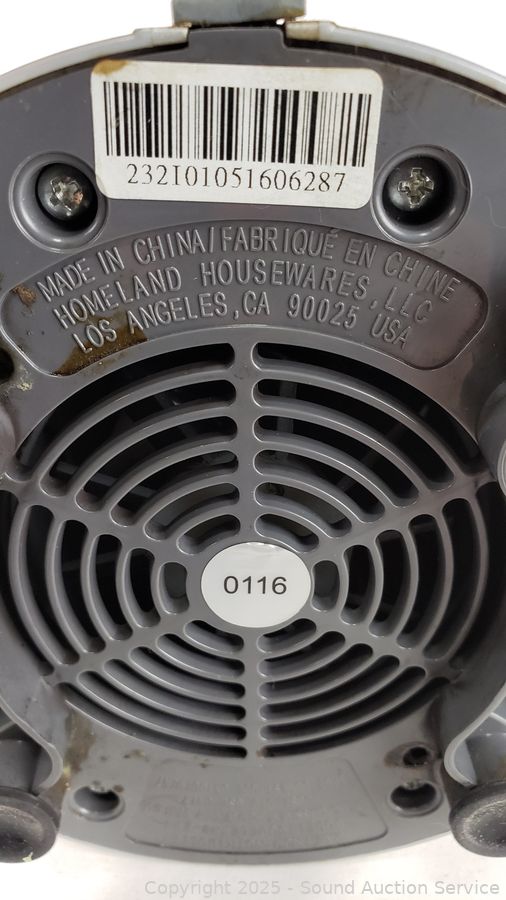 232101051606287
MADE IN CHINA/FABRIQUÉ EN CHINE
HOMELAND HOUSEWARES, LLC
LOS ANGELES, CA 90025 USA
0116
Copyright 2025 - Sound Auction Service